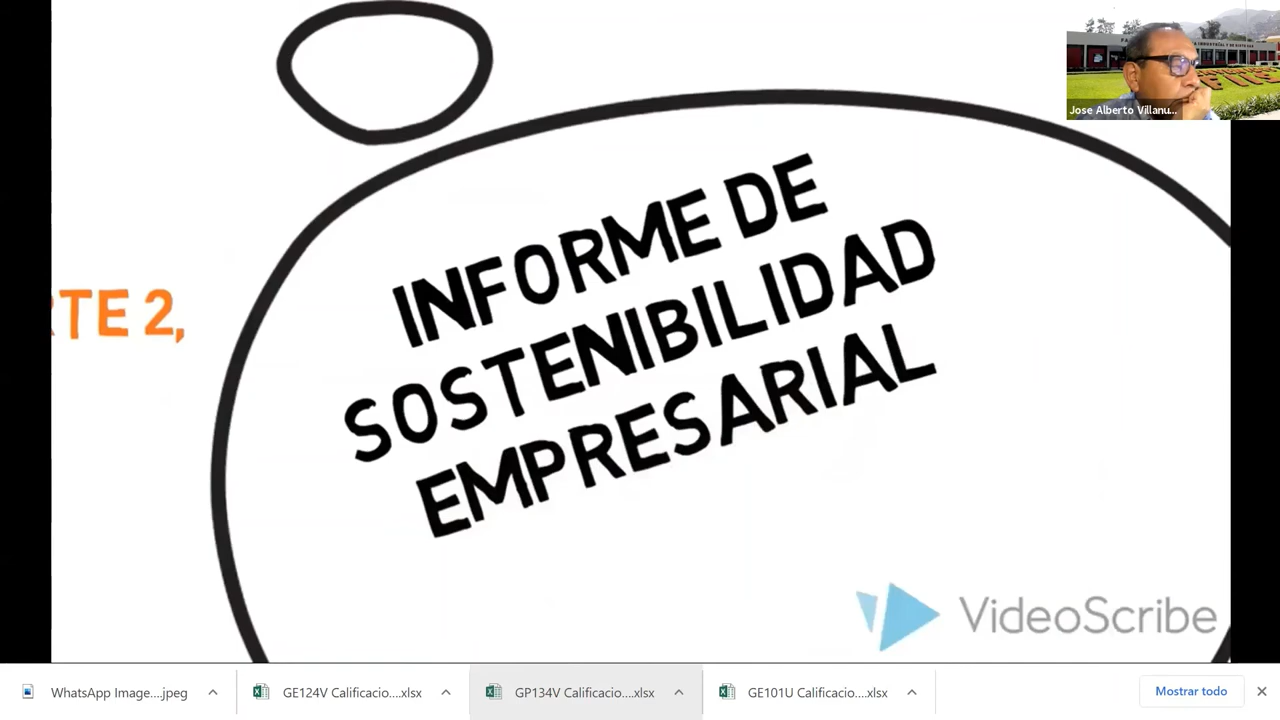 INFORME DE
SOSTENIBILIDAD
EMPRESARIAL
RTE 2,
VideoScribe
Jose Alberto Villanu...
WhatsApp Image....jpeg
GE124V Calificacio....xlsx
GP134V Calificacio....xlsx
GE101U Calificacio....xlsx
Mostrar todo